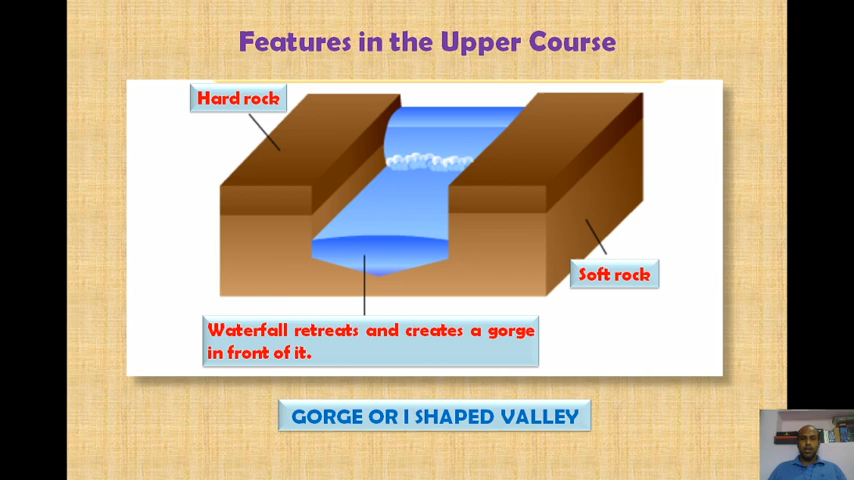 Features in the Upper Course
Hard rock
Soft rock
Waterfall retreats and creates a gorge
in front of it.
GORGE OR I SHAPED VALLEY